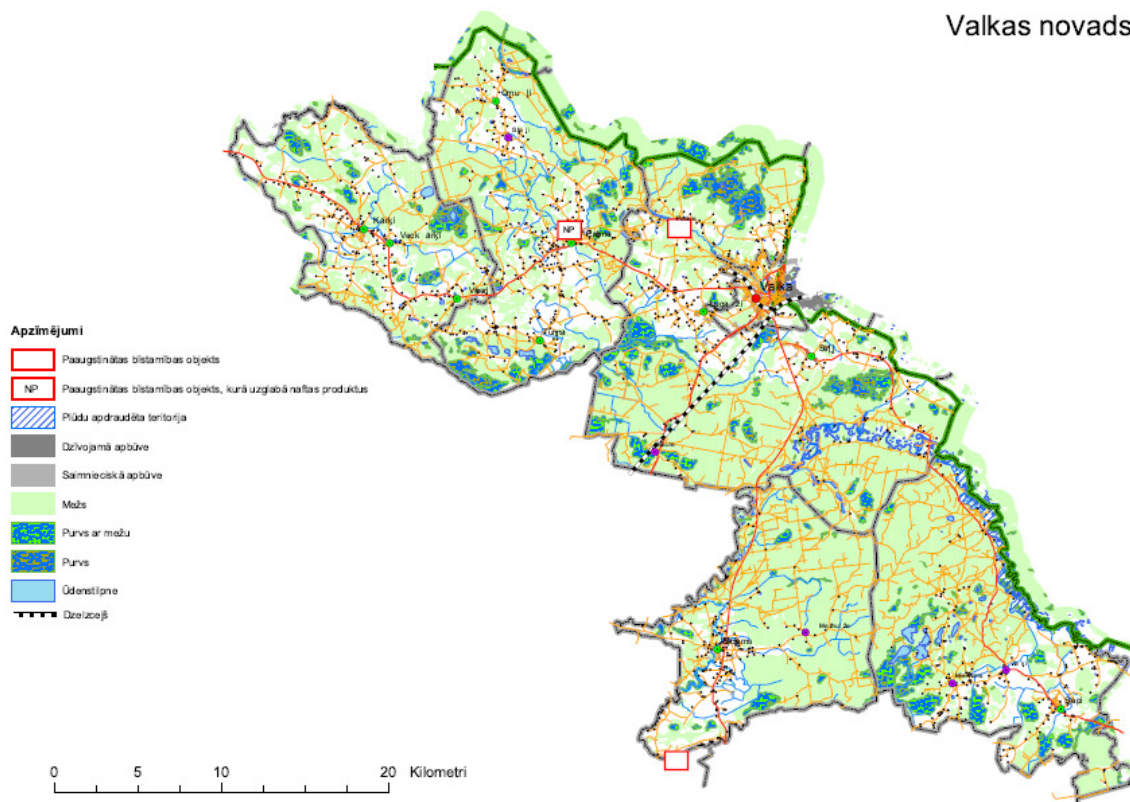 Valkas novads
NP
Kārķi
Valka
Apzīmējumi
Paaugstinātas bīstamības objekts
NP
Paaugstinātas bīstamības objekts, kurā uzglabā naftas produktus
Plūdu apdraudēta teritorija
Dzīvojamā apbūve
Saimnieciskā apbūve
Mežs
Purvs ar mežu
Purvs
Ūdenstilpne
Dzelzceļš
0 5 10 20 Kilometri